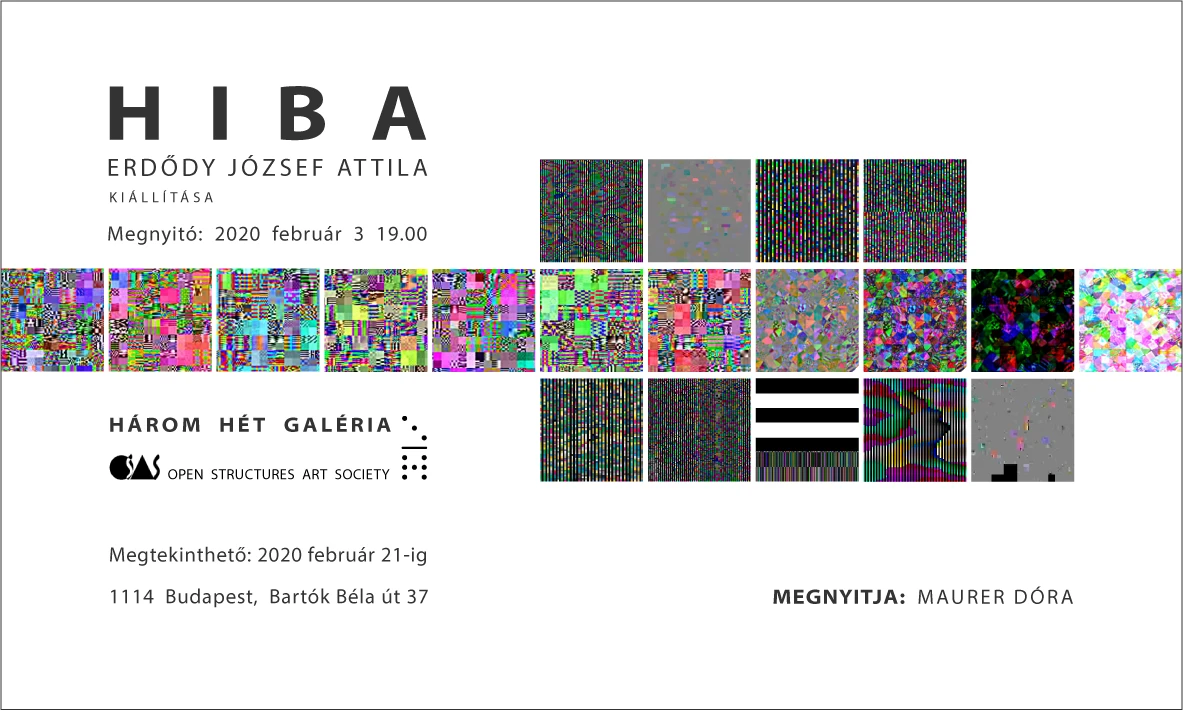 HIBA
ERDŐDY JÓZSEF ATTILA
KIÁLLÍTÁSA
Megnyitó: 2020 február 3 19.00
HÁROM HÉT GALÉRIA
OSAS OPEN STRUCTURES ART SOCIETY
Megtekinthető: 2020 február 21-ig
1114 Budapest, Bartók Béla út 37
MEGNYITJA: MAURER DÓRA